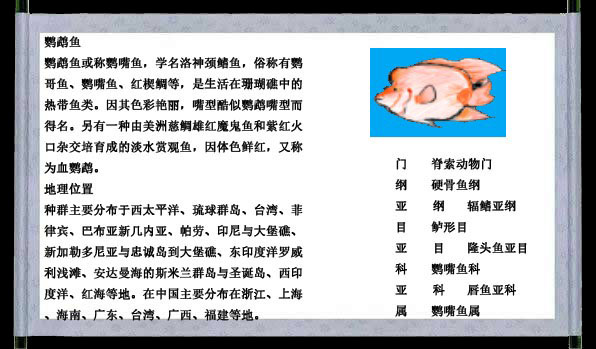 鹦鹉鱼
鹦鹉鱼或称鹦嘴鱼，学名洛神颈鳍鱼，俗称有鹦
哥鱼、鹦嘴鱼、红楔鲷等，是生活在珊瑚礁中的
热带鱼类。因其色彩艳丽，嘴型酷似鹦鹉嘴型而
得名。另有一种由美洲慈鲷雄红魔鬼鱼和紫红火
口杂交培育成的淡水赏观鱼，因体色鲜红，又称
为血鹦鹉。
地理位置
种群主要分布于西太平洋、琉球群岛、台湾、菲
律宾、巴布亚新几内亚、帕劳、印尼与大堡礁、
新加勒多尼亚与忠诚岛到大堡礁、东印度洋罗威
利浅滩、安达曼海的斯米兰群岛与圣诞岛、西印
度洋、红海等地。在中国主要分布在浙江、上海
、海南、广东、台湾、广西、福建等地。
门 脊索动物门
纲 硬骨鱼纲
亚 纲 辐鳍亚纲
目 鲈形目
亚 目 隆头鱼亚目
科 鹦嘴鱼科
亚 科 唇鱼亚科
属 鹦嘴鱼属